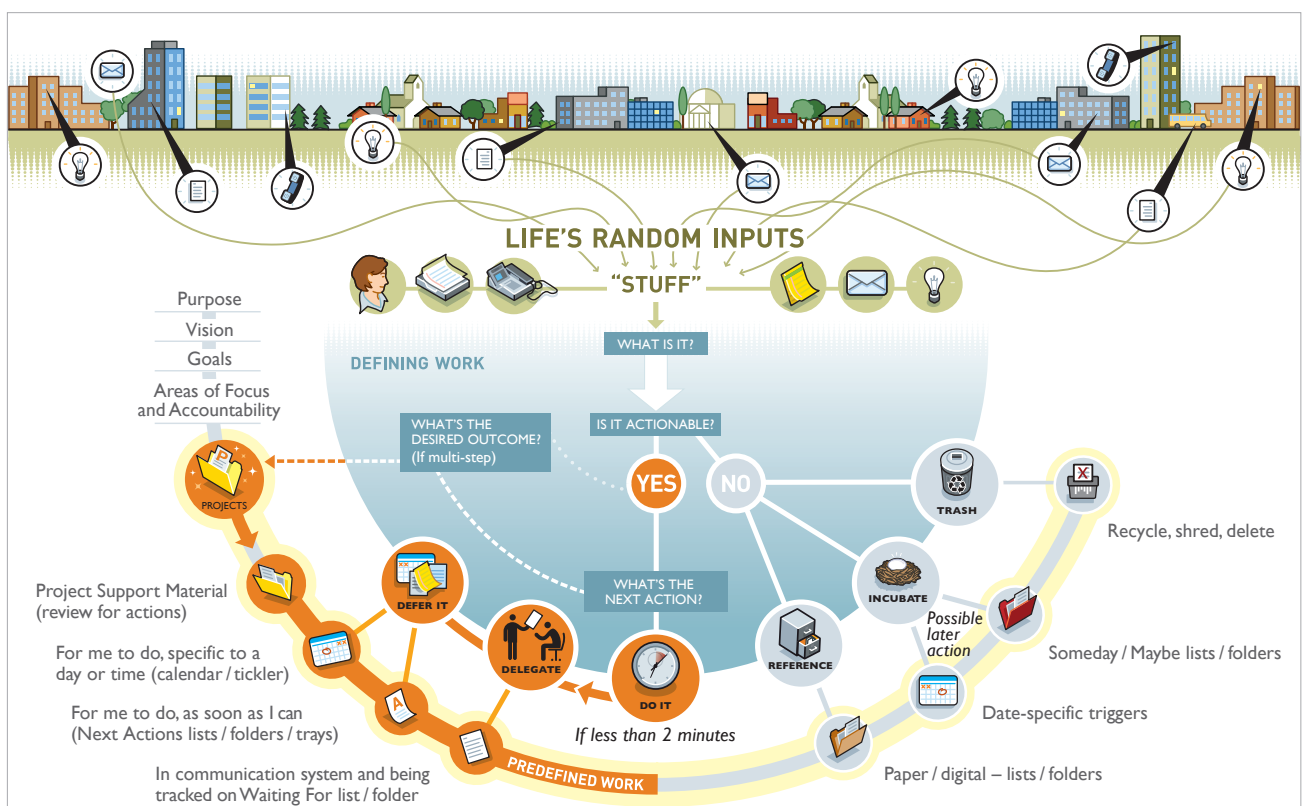 LIFE'S RANDOM INPUTS
"STUFF"
Purpose
Vision
Goals
Areas of Focus
and Accountability
WHAT IS IT?
DEFINING WORK
WHAT'S THE
DESIRED OUTCOME?
(If multi-step)
IS IT ACTIONABLE?
YES
NO
P
PROJECTS
TRASH
Recycle, shred, delete
Project Support Material
(review for actions)
DEFER IT
WHAT'S THE
NEXT ACTION?
INCUBATE
Possible
later
action
Someday / Maybe lists / folders
For me to do, specific to a
day or time (calendar / tickler)
DELEGATE
DO IT
REFERENCE
Date-specific triggers
For me to do, as soon as I can
(Next Actions lists / folders / trays)
A
If less than 2 minutes
PREDEFINED WORK
Paper / digital – lists / folders
In communication system and being
tracked on Waiting For list / folder